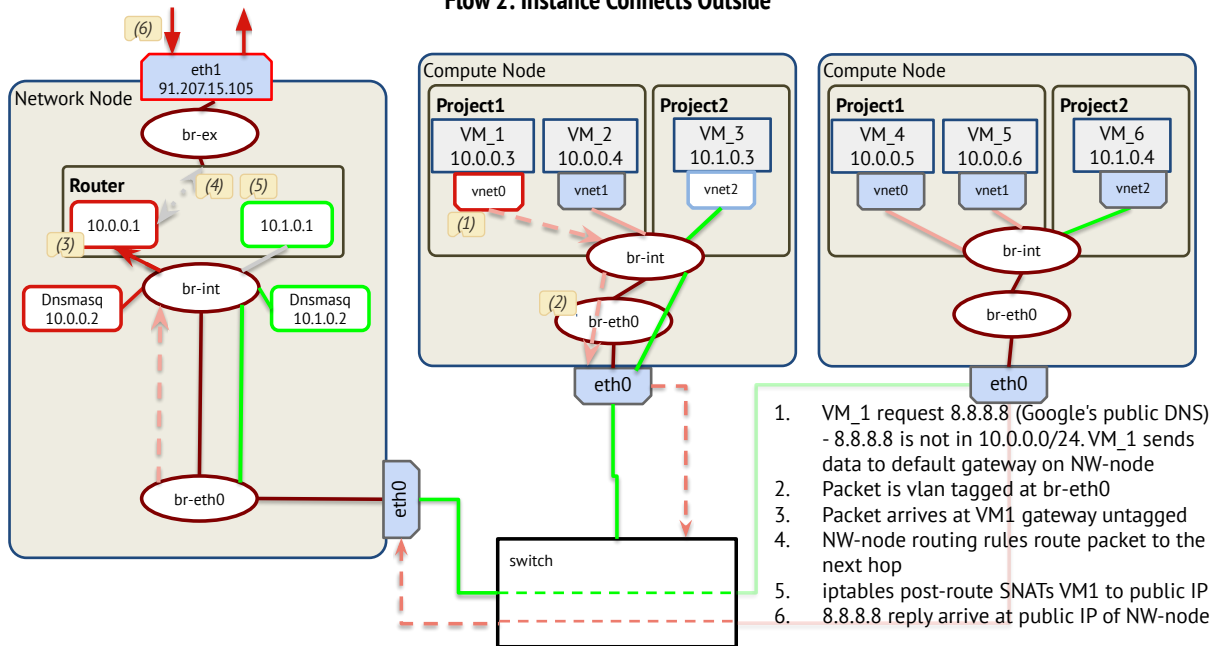 Flow 2: Instance Connects Outside
(6)
eth1
91.207.15.105
Network Node
br-ex
Router
(4)
(5)
10.0.0.1
10.1.0.1
(3)
br-int
Dnsmasq
10.0.0.2
Dnsmasq
10.1.0.2
br-eth0
eth0
Compute Node
Project1
Project2
VM_1
10.0.0.3
VM_2
10.0.0.4
VM_3
10.1.0.3
vnet0
vnet1
vnet2
(1)
br-int
(2)
br-eth0
eth0
Compute Node
Project1
Project2
VM_4
10.0.0.5
VM_5
10.0.0.6
VM_6
10.1.0.4
vnet0
vnet1
vnet2
br-int
br-eth0
eth0
switch
1. VM_1 request 8.8.8.8 (Google's public DNS)
- 8.8.8.8 is not in 10.0.0.0/24. VM_1 sends
data to default gateway on NW-node
2. Packet is vlan tagged at br-eth0
3. Packet arrives at VM1 gateway untagged
4. NW-node routing rules route packet to the
next hop
5. iptables post-route SNATs VM1 to public IP
6. 8.8.8.8 reply arrive at public IP of NW-node